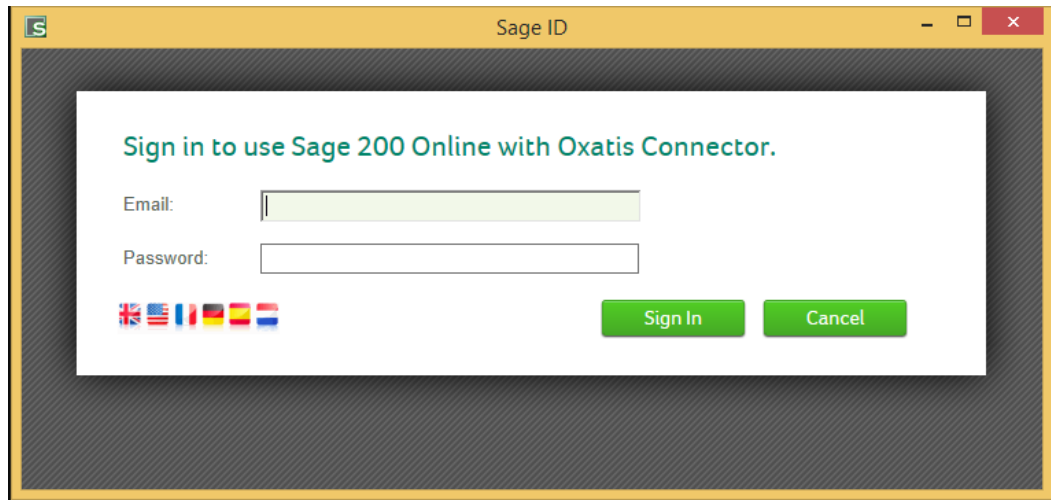 Sage ID
Sign in to use Sage 200 Online with Oxatis Connector.
Email:
Password:
Sign In
Cancel